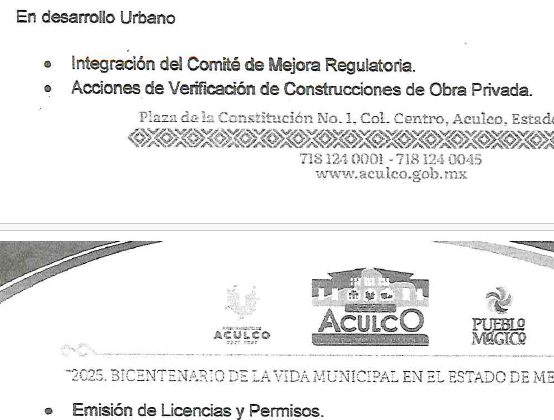 En desarrollo Urbano
• Integración del Comité de Mejora Regulatoria.
• Acciones de Verificación de Construcciones de Obra Privada.
Plaza de la Constitución No. 1. Col. Centro, Aculco, Estado
718 124 0001 - 718 124 0045
www.aculco.gob.mx
ACULCO
ACULCO
PUEBLO
MÁGICO
"2025. BICENTENARIO DE LA VIDA MUNICIPAL EN EL ESTADO DE
• Emisión de Licencias y Permisos.